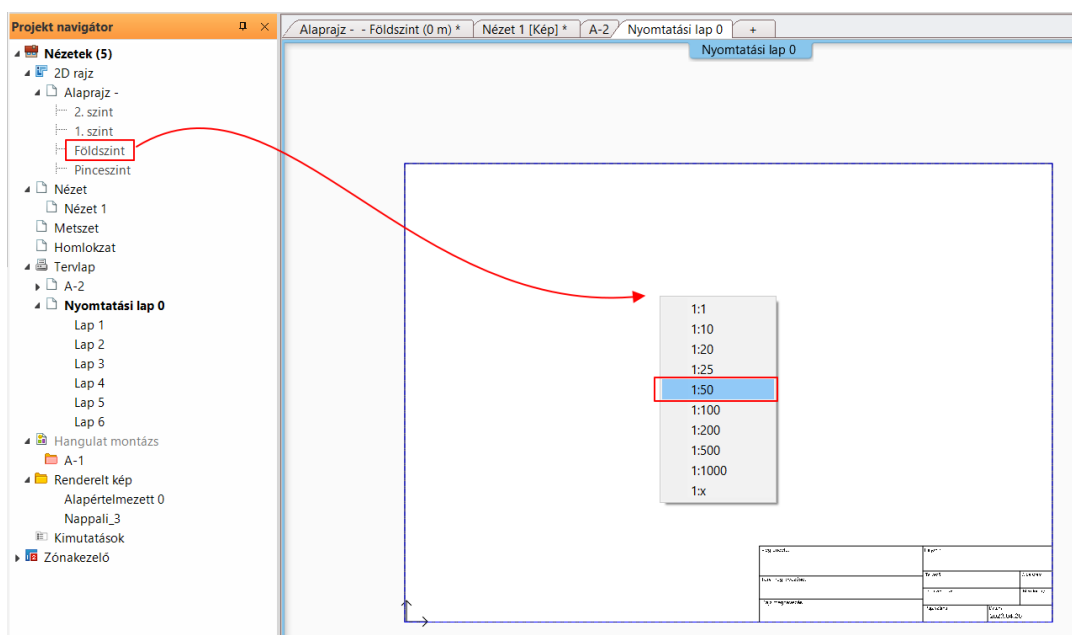 Projekt navigátor
Nézetek (5)
2D rajz
Alaprajz -
2. szint
1. szint
Földszint
Pinceszint
Nézet
Nézet 1
Metszet
Homlokzat
Tervlap
A-2
Nyomtatási lap 0
Lap 1
Lap 2
Lap 3
Lap 4
Lap 5
Lap 6
Hangulat montázs
A-1
Renderelt kép
Alapértelmezett 0
Nappali_3
Kimutatások
Zónakezelő
Alaprajz - - Földszint (0 m) * Nézet 1 [Kép] * A-2 Nyomtatási lap 0 +
Nyomtatási lap 0
1:1
1:10
1:20
1:25
1:50
1:100
1:200
1:500
1:1000
1:x